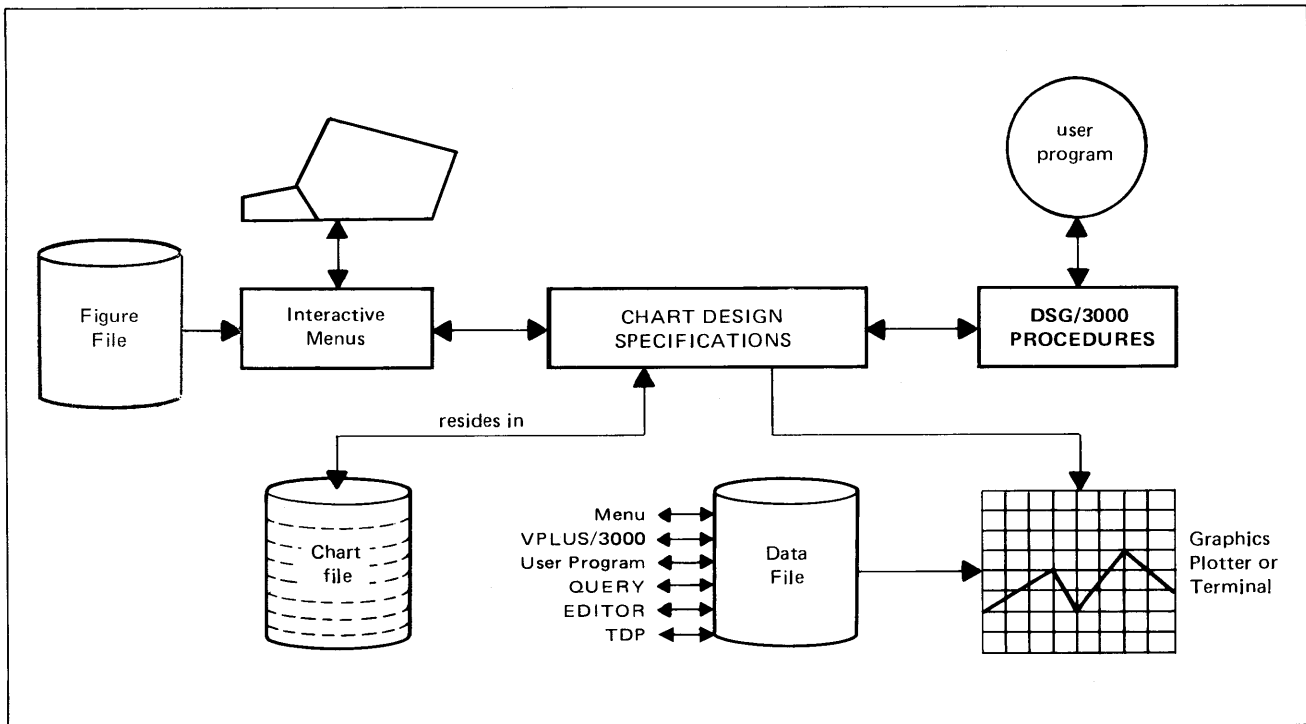 user
program
Figure
File
Interactive
Menus
CHART DESIGN
SPECIFICATIONS
DSG/3000
PROCEDURES
resides in
Chart
file
Menu
VPLUS/3000
User Program
QUERY
EDITOR
TDP
Data
File
Graphics
Plotter or
Terminal